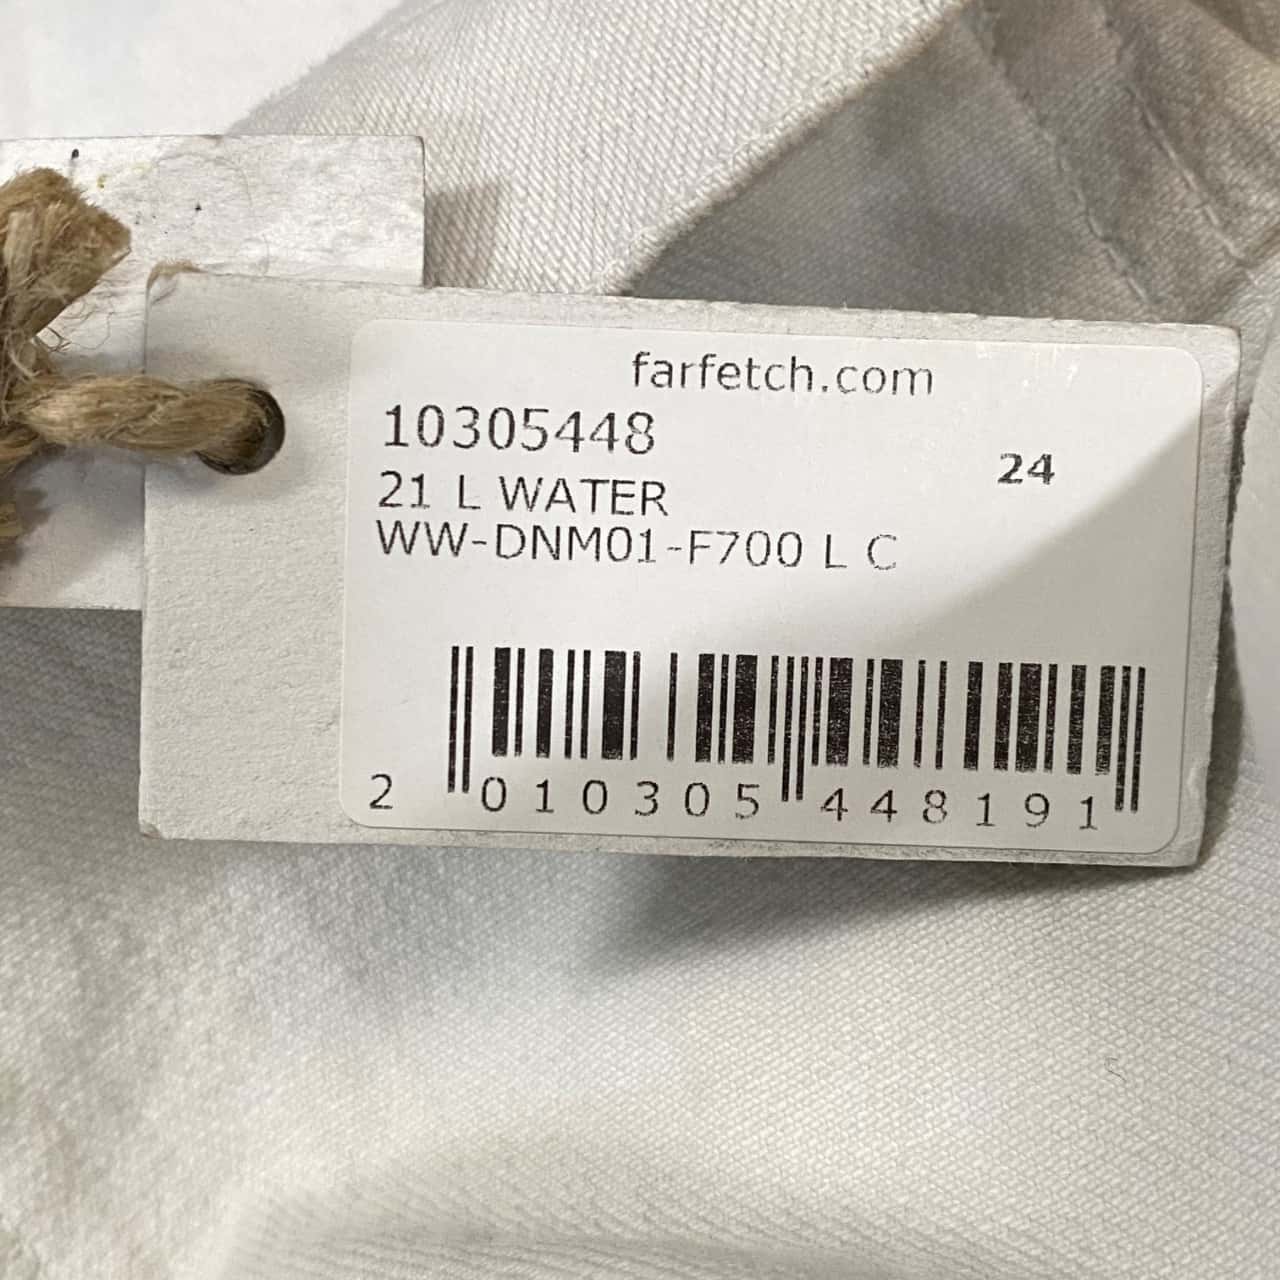 farfetch.com
10305448
24
21 L WATER
WW-DNM01-F700 L C
2 010305 448191